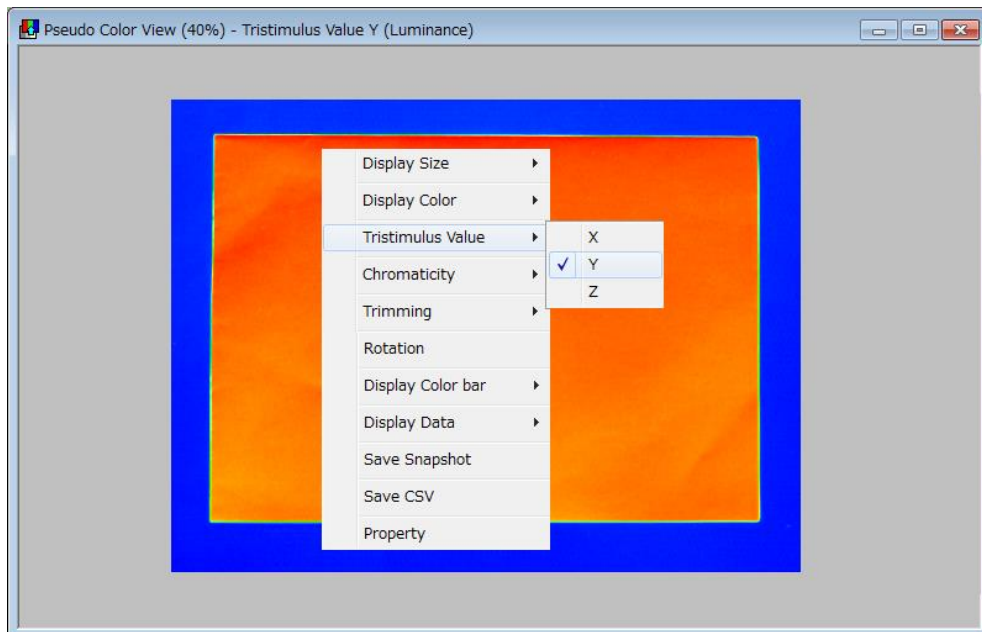 Pseudo Color View (40%) - Tristimulus Value Y (Luminance)
Display Size
Display Color
Tristimulus Value
X
Y
Z
Chromaticity
Trimming
Rotation
Display Color bar
Display Data
Save Snapshot
Save CSV
Property